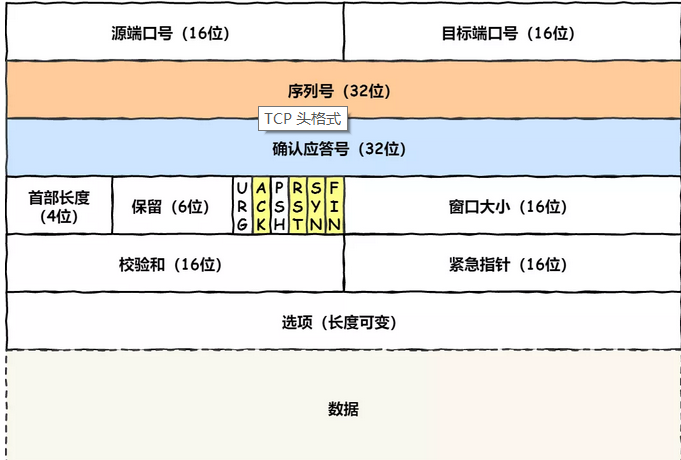 源端口号（16位） 目标端口号（16位）
序列号（32位）
TCP 头格式
确认应答号（32位）
首部长度 保留（6位） URG ACK PSH RST SYN FIN 窗口大小（16位）
（4位）
校验和（16位） 紧急指针（16位）
选项（长度可变）
数据